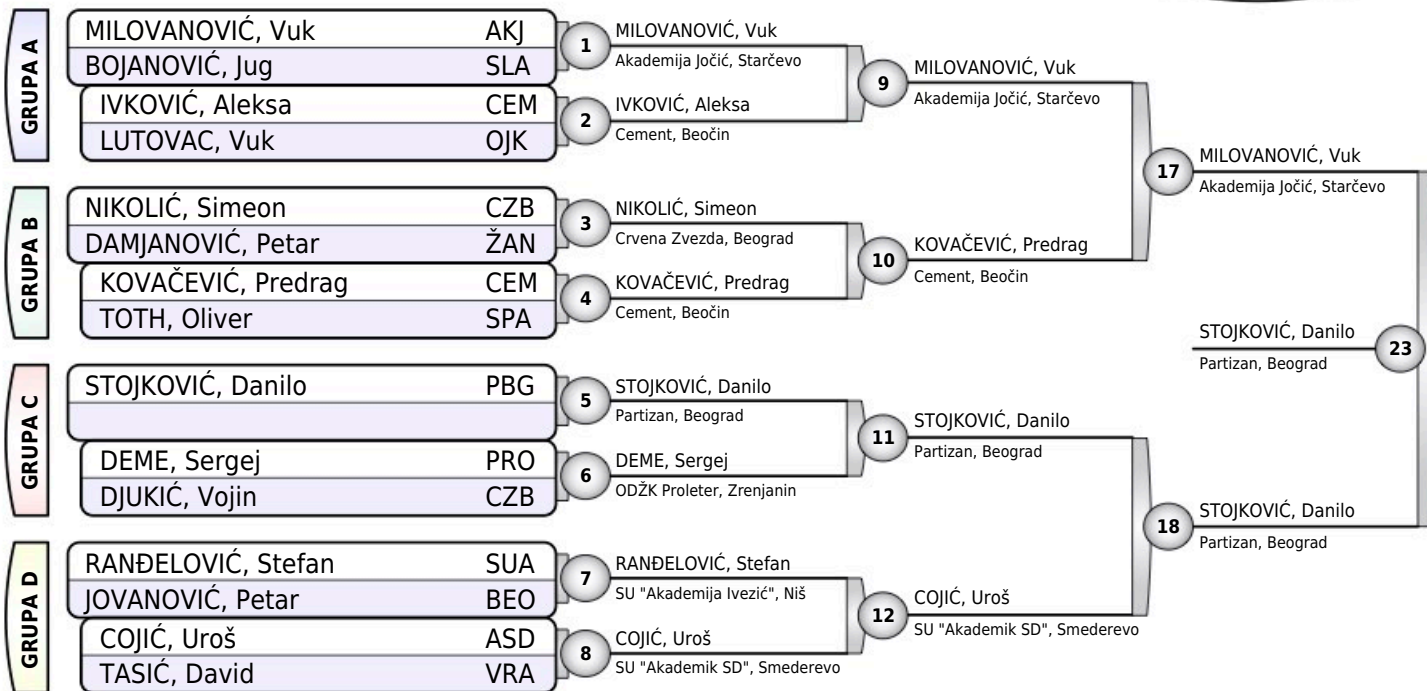 GRUPA A
MILOVANOVIĆ, Vuk AKJ
BOJANOVIĆ, Jug SLA
IVKOVIĆ, Aleksa CEM
LUTOVAC, Vuk OJK
GRUPA B
NIKOLIĆ, Simeon CZB
DAMJANOVIĆ, Petar ŽAN
KOVAČEVIĆ, Predrag CEM
TOTH, Oliver SPA
GRUPA C
STOJKOVIĆ, Danilo PBG
DEME, Sergej PRO
DJUKIĆ, Vojin CZB
GRUPA D
RANĐELOVIĆ, Stefan SUA
JOVANOVIĆ, Petar BEO
COJIĆ, Uroš ASD
TASIĆ, David VRA
1
MILOVANOVIĆ, Vuk
Akademija Jočić, Starčevo
2
IVKOVIĆ, Aleksa
Cement, Beočin
3
NIKOLIĆ, Simeon
Crvena Zvezda, Beograd
4
KOVAČEVIĆ, Predrag
Cement, Beočin
5
STOJKOVIĆ, Danilo
Partizan, Beograd
6
DEME, Sergej
ODŽK Proleter, Zrenjanin
7
RANĐELOVIĆ, Stefan
SU "Akademija Ivezić", Niš
8
COJIĆ, Uroš
SU "Akademik SD", Smederevo
9
MILOVANOVIĆ, Vuk
Akademija Jočić, Starčevo
10
KOVAČEVIĆ, Predrag
Cement, Beočin
11
STOJKOVIĆ, Danilo
Partizan, Beograd
12
COJIĆ, Uroš
SU "Akademik SD", Smederevo
17
MILOVANOVIĆ, Vuk
Akademija Jočić, Starčevo
18
STOJKOVIĆ, Danilo
Partizan, Beograd
STOJKOVIĆ, Danilo
Partizan, Beograd
23